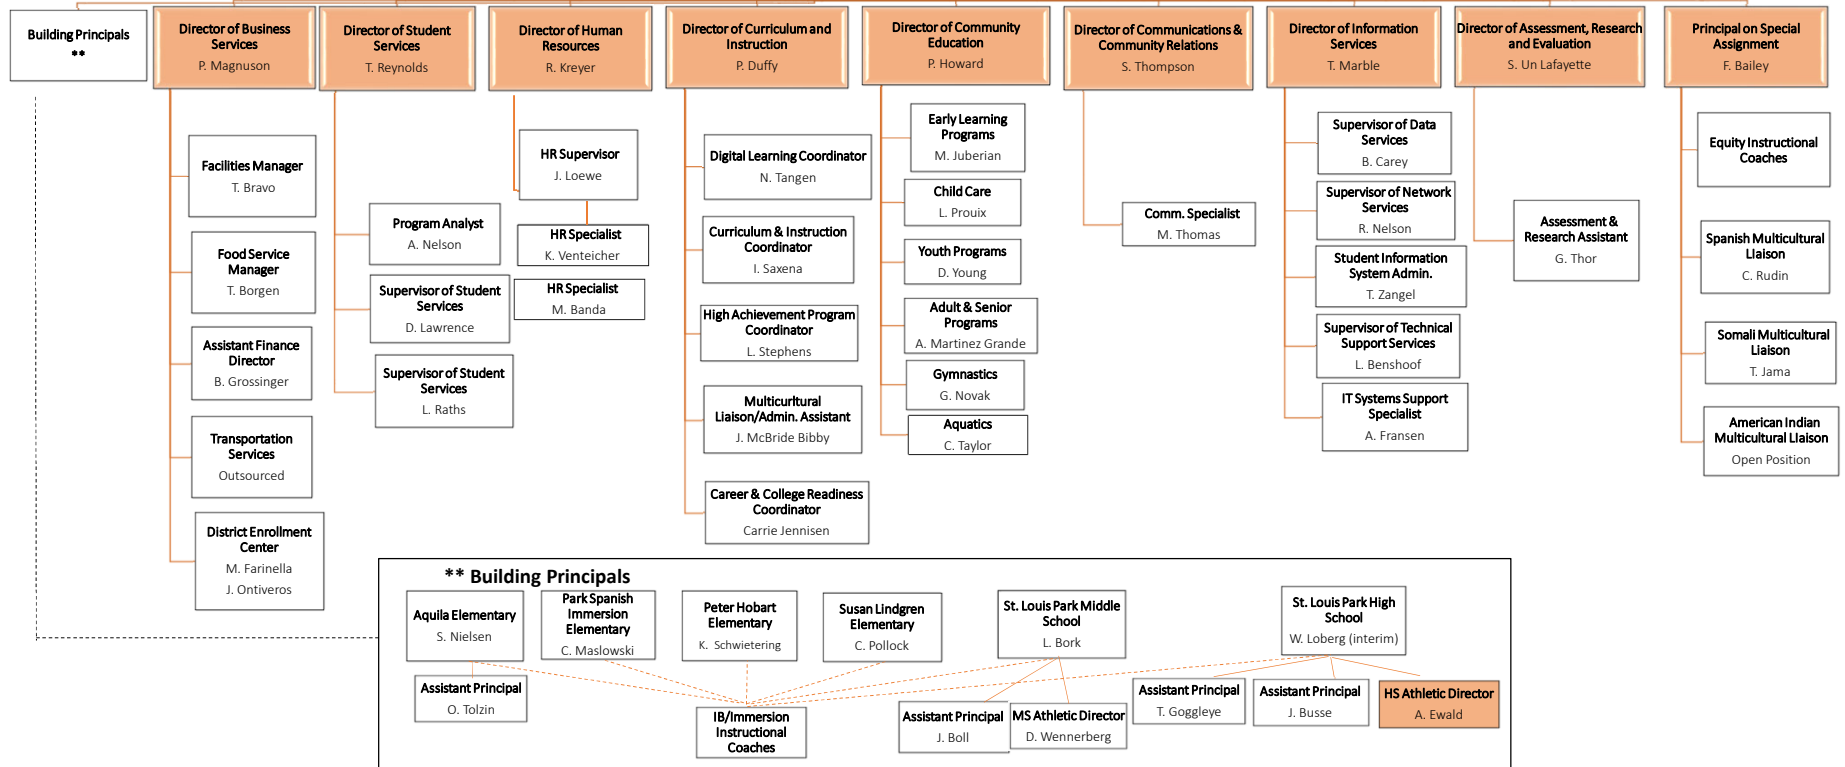 Building Principals
**
Director of Business
Services
P. Magnuson
Director of Student
Services
T. Reynolds
Director of Human
Resources
R. Kreyer
Director of Curriculum and
Instruction
P. Duffy
Director of Community
Education
P. Howard
Director of Communications &
Community Relations
S. Thompson
Director of Information
Services
T. Marble
Director of Assessment, Research
and Evaluation
S. Un Lafayette
Principal on Special
Assignment
F. Bailey
Facilities Manager
T. Bravo
Food Service
Manager
T. Borgen
Assistant Finance
Director
B. Grossinger
Transportation
Services
Outsourced
District Enrollment
Center
M. Farinella
J. Ontiveros
Program Analyst
A. Nelson
Supervisor of Student
Services
D. Lawrence
Supervisor of Student
Services
L. Raths
HR Supervisor
J. Loewe
HR Specialist
K. Venteicher
HR Specialist
M. Banda
Digital Learning Coordinator
N. Tangen
Curriculum & Instruction
Coordinator
I. Saxena
High Achievement Program
Coordinator
L. Stephens
Multicurltural
Liaison/Admin. Assistant
J. McBride Bibby
Career & College Readiness
Coordinator
Carrie Jennisen
Early Learning
Programs
M. Juberian
Child Care
L. Prouix
Youth Programs
D. Young
Adult & Senior
Programs
A. Martinez Grande
Gymnastics
G. Novak
Aquatics
C. Taylor
Comm. Specialist
M. Thomas
Supervisor of Data
Services
B. Carey
Supervisor of Network
Services
R. Nelson
Student Information
System Admin.
T. Zangel
Supervisor of Technical
Support Services
L. Benshoof
IT Systems Support
Specialist
A. Fransen
Assessment &
Research Assistant
G. Thor
Equity Instructional
Coaches
Spanish Multicultural
LIaison
C. Rudin
Somali Multicultural
Liaison
T. Jama
American Indian
Multicultural LIaison
Open Position
** Building Principals
Aquila Elementary
S. Nielsen
Park Spanish
Immersion
Elementary
C. Maslowski
Peter Hobart
Elementary
K. Schwietering
Susan Lindgren
Elementary
C. Pollock
St. Louis Park Middle
School
L. Bork
St. Louis Park High
School
W. Loberg (interim)
Assistant Principal
O. Tolzin
IB/Immersion
Instructional
Coaches
Assistant Principal
J. Boll
MS Athletic Director
D. Wennerberg
Assistant Principal
T. Goggleye
Assistant Principal
J. Busse
HS Athletic Director
A. Ewald